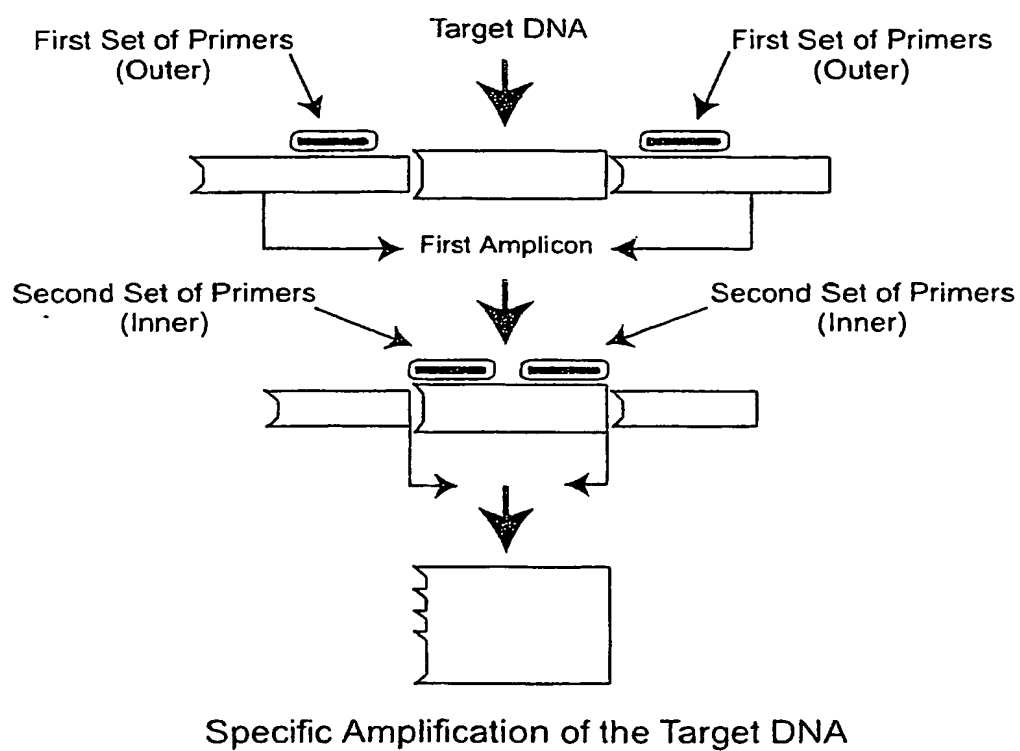 Target DNA
First Set of Primers
(Outer)
First Set of Primers
(Outer)
First Amplicon
Second Set of Primers
(Inner)
Second Set of Primers
(Inner)
Specific Amplification of the Target DNA